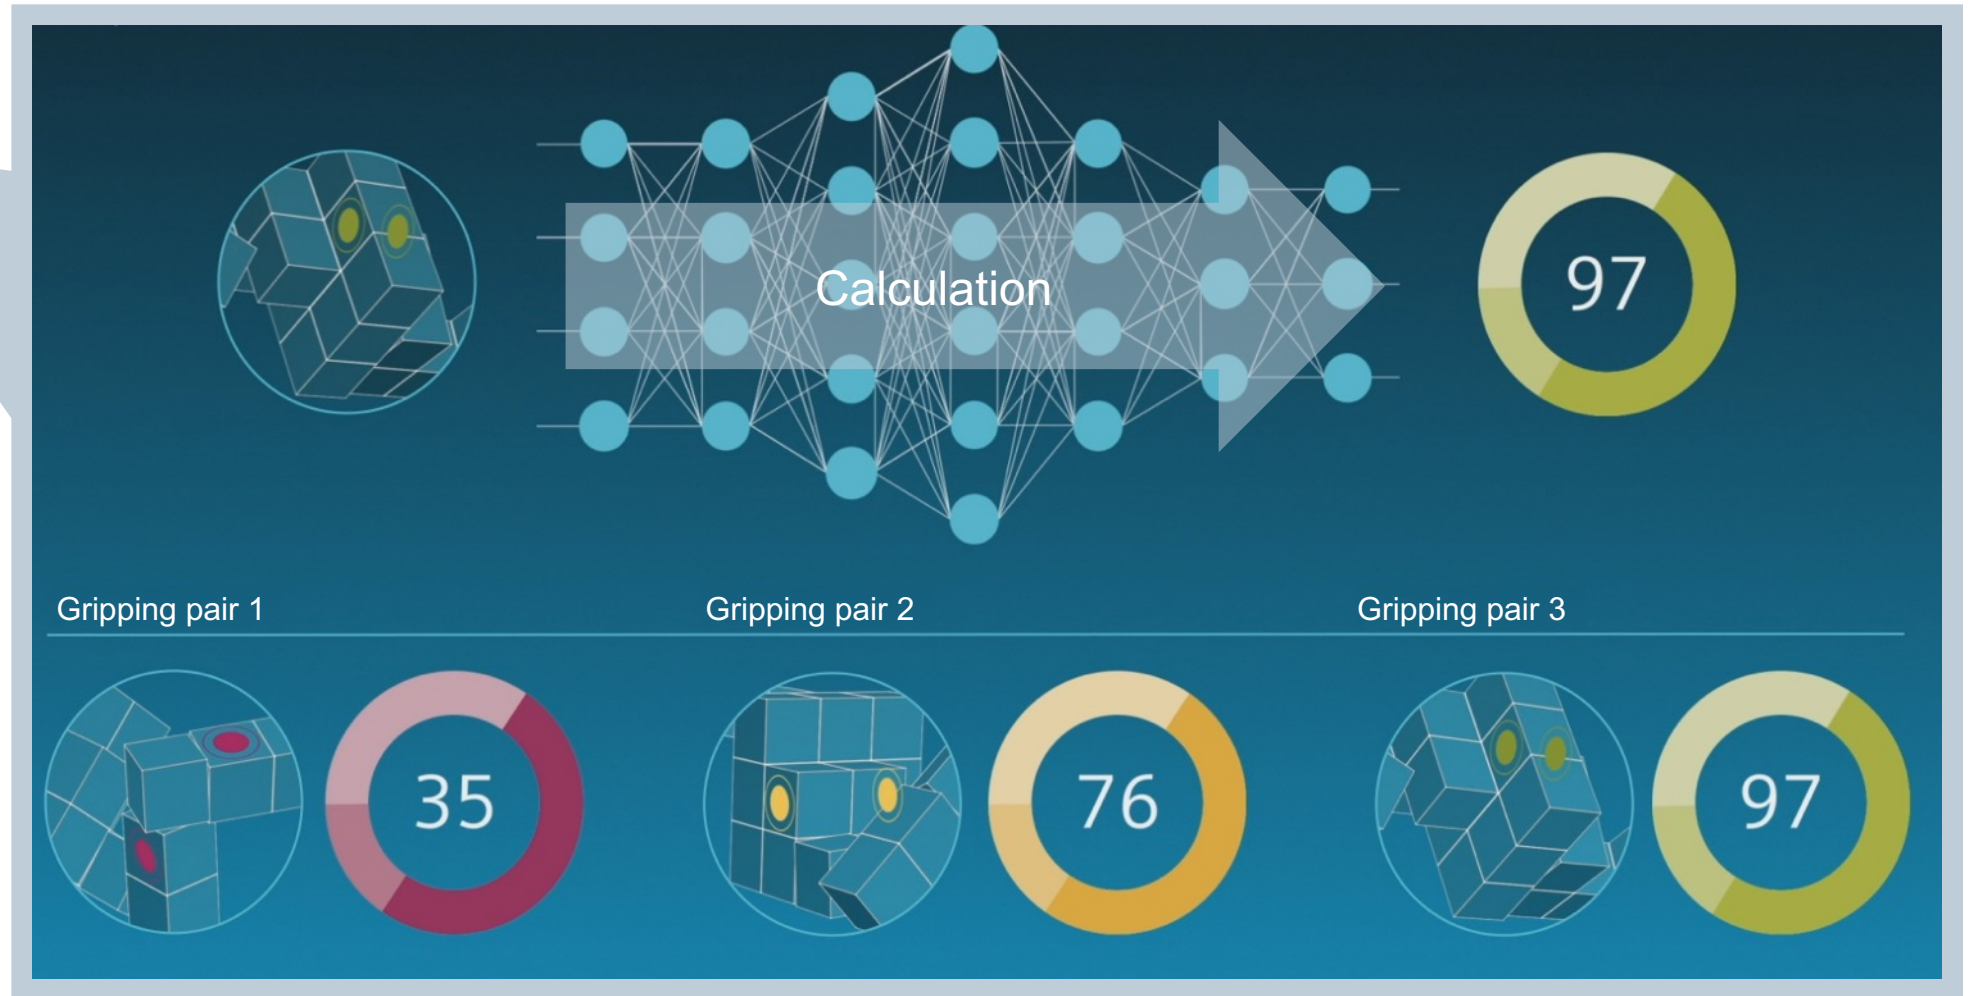 Calculation
97
Gripping pair 1
Gripping pair 2
Gripping pair 3
35
76
97